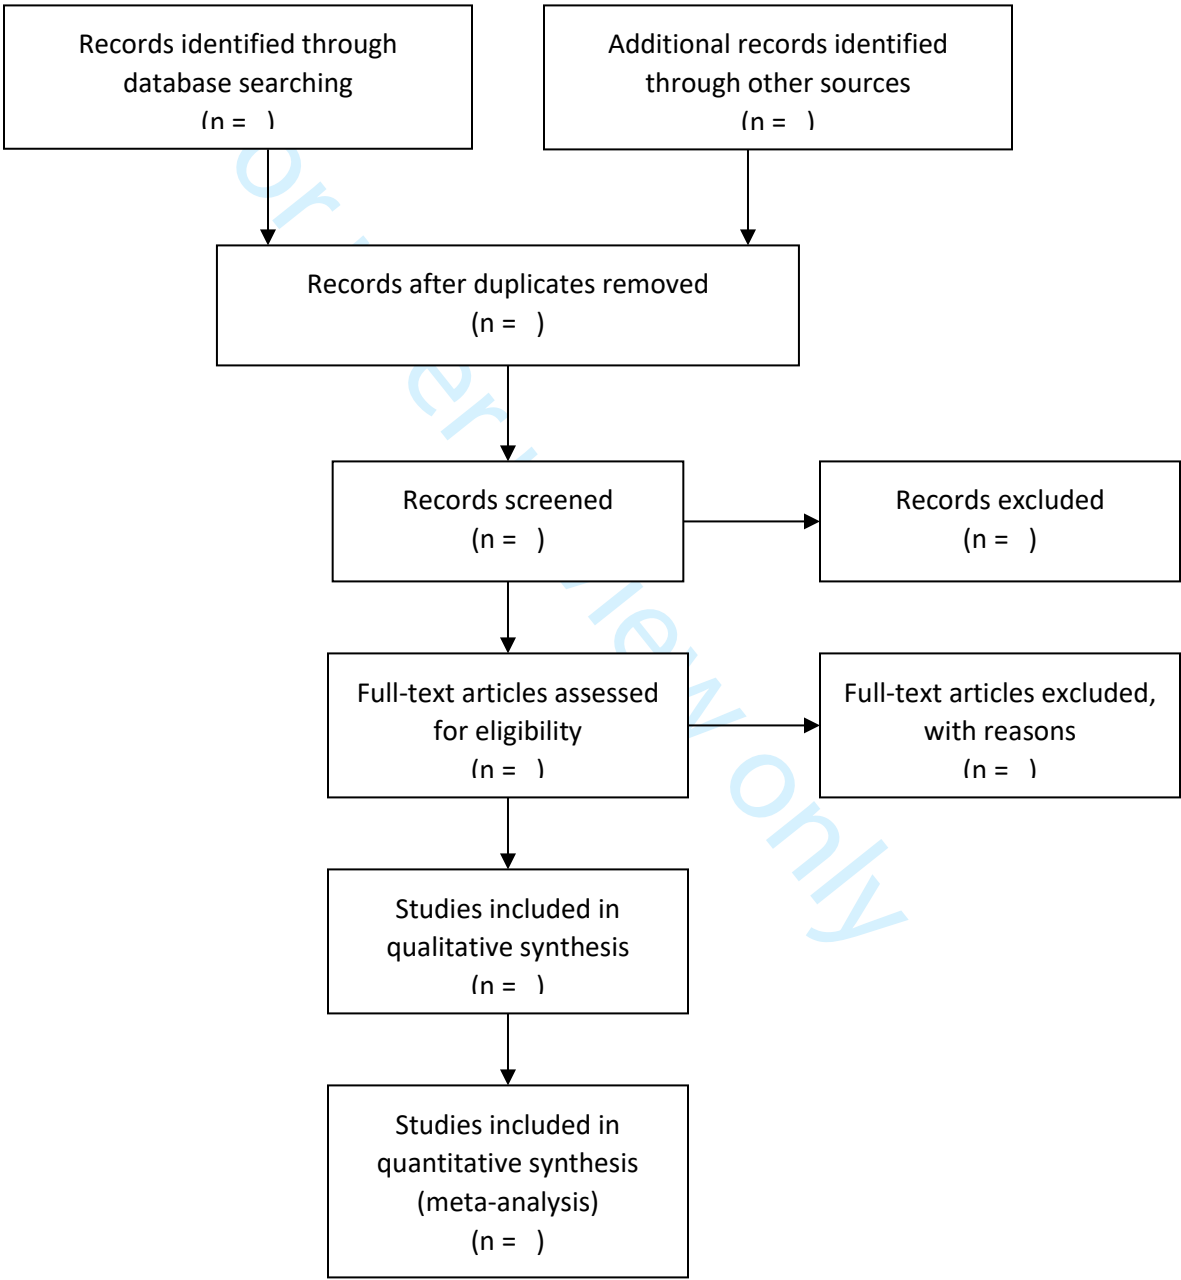 Records identified through
database searching
(n =   )
Additional records identified
through other sources
(n =   )
Records after duplicates removed
(n =   )
Records screened
(n =   )
Records excluded
(n =   )
Full-text articles assessed
for eligibility
(n =   )
Full-text articles excluded,
with reasons
(n =   )
Studies included in
qualitative synthesis
(n =   )
Studies included in
quantitative synthesis
(meta-analysis)
(n =   )
only